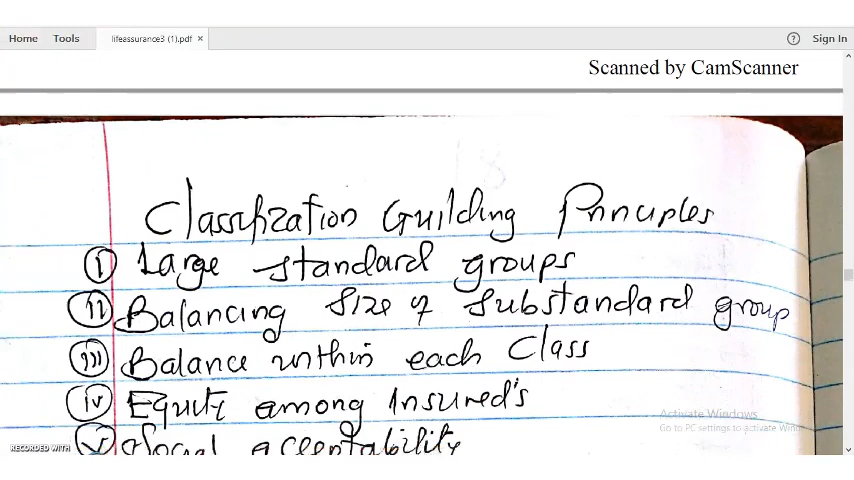 Home Tools lifeassurance3 (1).pdf × ? Sign In
Scanned by CamScanner
Classifization Guilding Principles
(i) Large standard groups
(ii) Balancing size of substandard group
(iii) Balance within each Class
(iv) Equity among Insured's
(v) Social acceptability
Activate Windows
Go to PC settings to activate Windo
RECORDED WITH